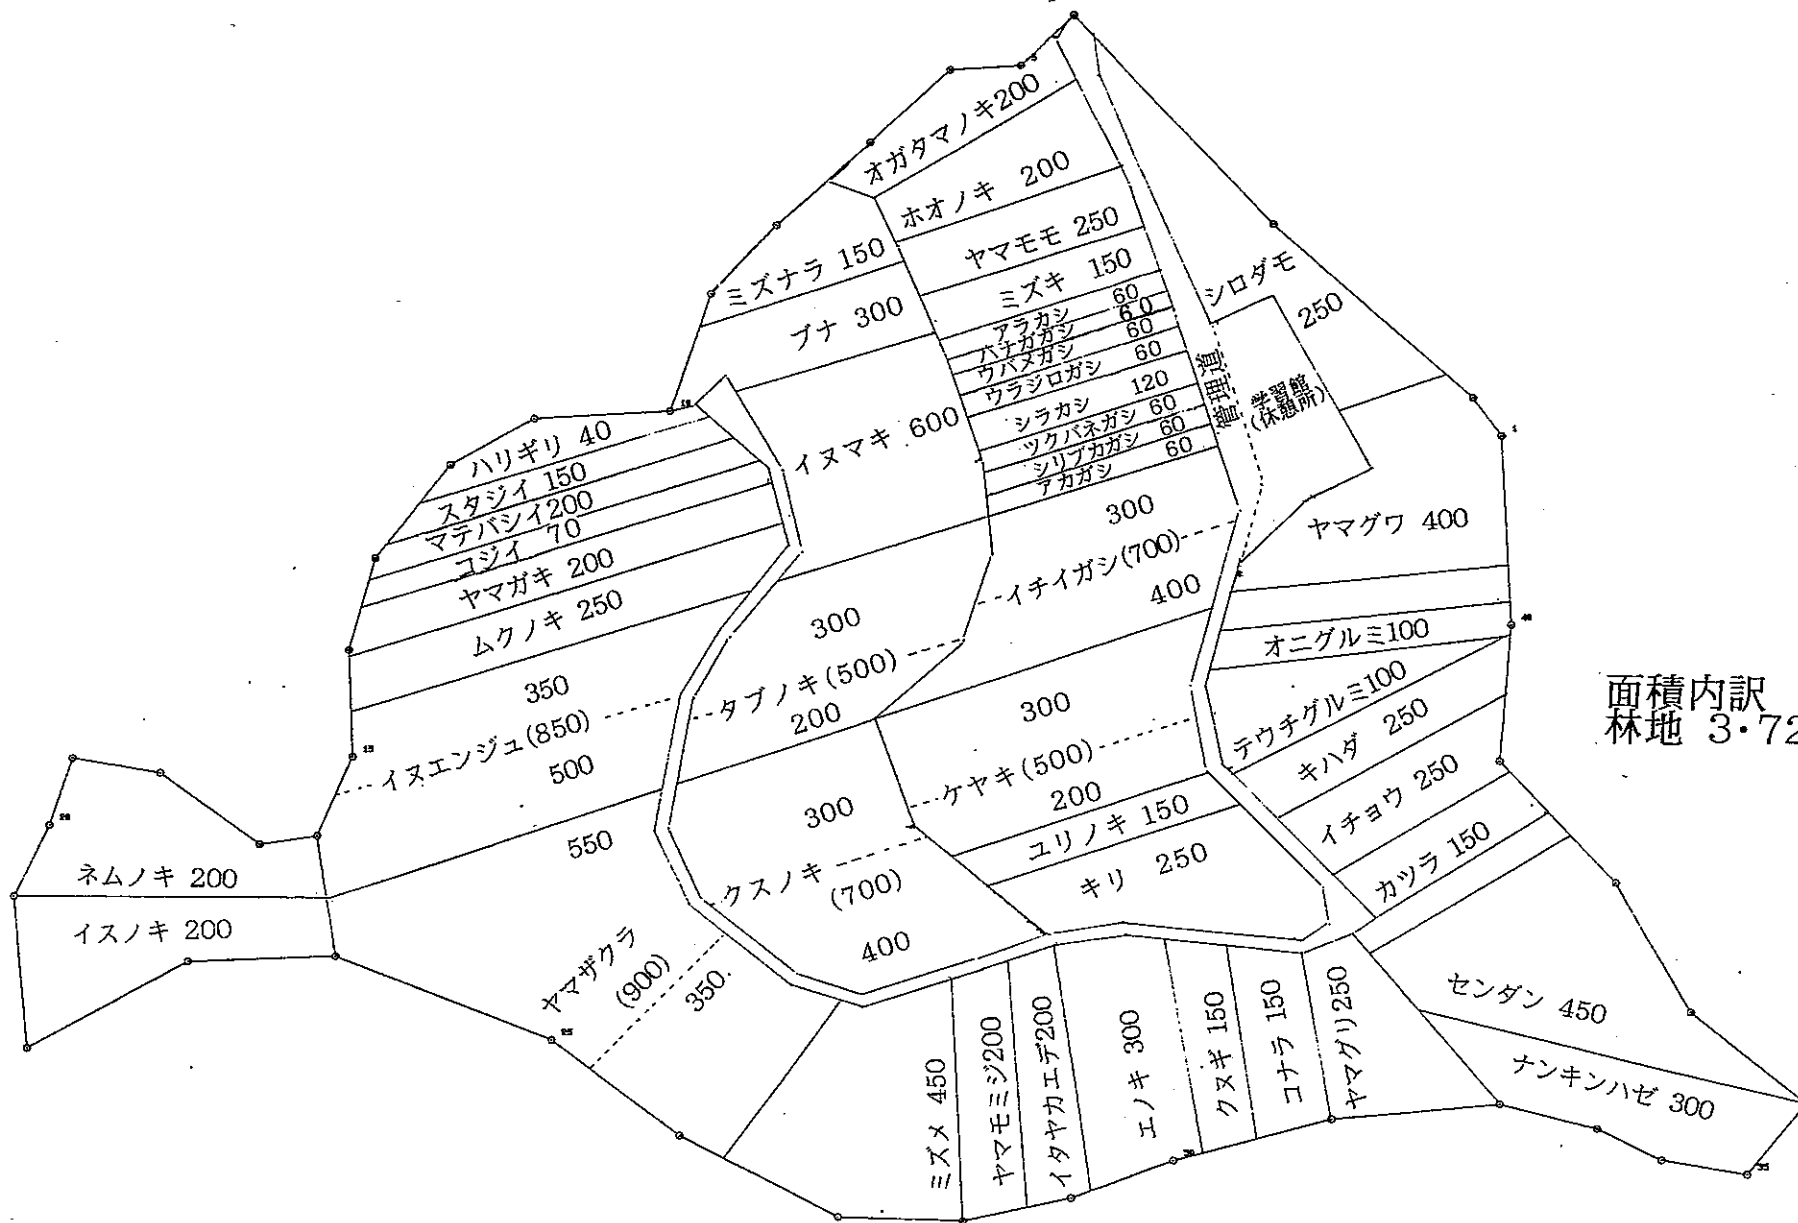 オガタマノキ200
ホオノキ 200
ミズナラ 150
ヤマモモ 250
ブナ 300
ミズキ 150
アラカシ 60
ハナガガシ 60
ウバメガシ 60
ウラジロガシ 60
シラカシ 120
ツクバネガシ 60
シリブカガシ 60
アカガシ 60
管理道
シロダモ
250
学習館
(休憩所)
イヌマキ 600
ハリギリ 40
スタジイ 150
マテバシイ200
コジイ 70
ヤマガキ 200
ムクノキ 250
300
イチイガシ(700)
400
ヤマグワ 400
オニグルミ100
テウチグルミ100
キハダ 250
イチョウ 250
カツラ 150
350
イヌエンジュ(850)
500
300
タブノキ(500)
200
300
ケヤキ(500)
200
ユリノキ 150
キリ 250
面積内訳
林地 3・72
ネムノキ 200
イスノキ 200
550
ヤマザクラ
(900)
350
300
クスノキ
(700)
400
ミズメ 450
ヤマモミジ200
イタヤカエデ200
エノキ 300
クヌギ 150
コナラ 150
ヤマグリ250
センダン 450
ナンキンハゼ 300